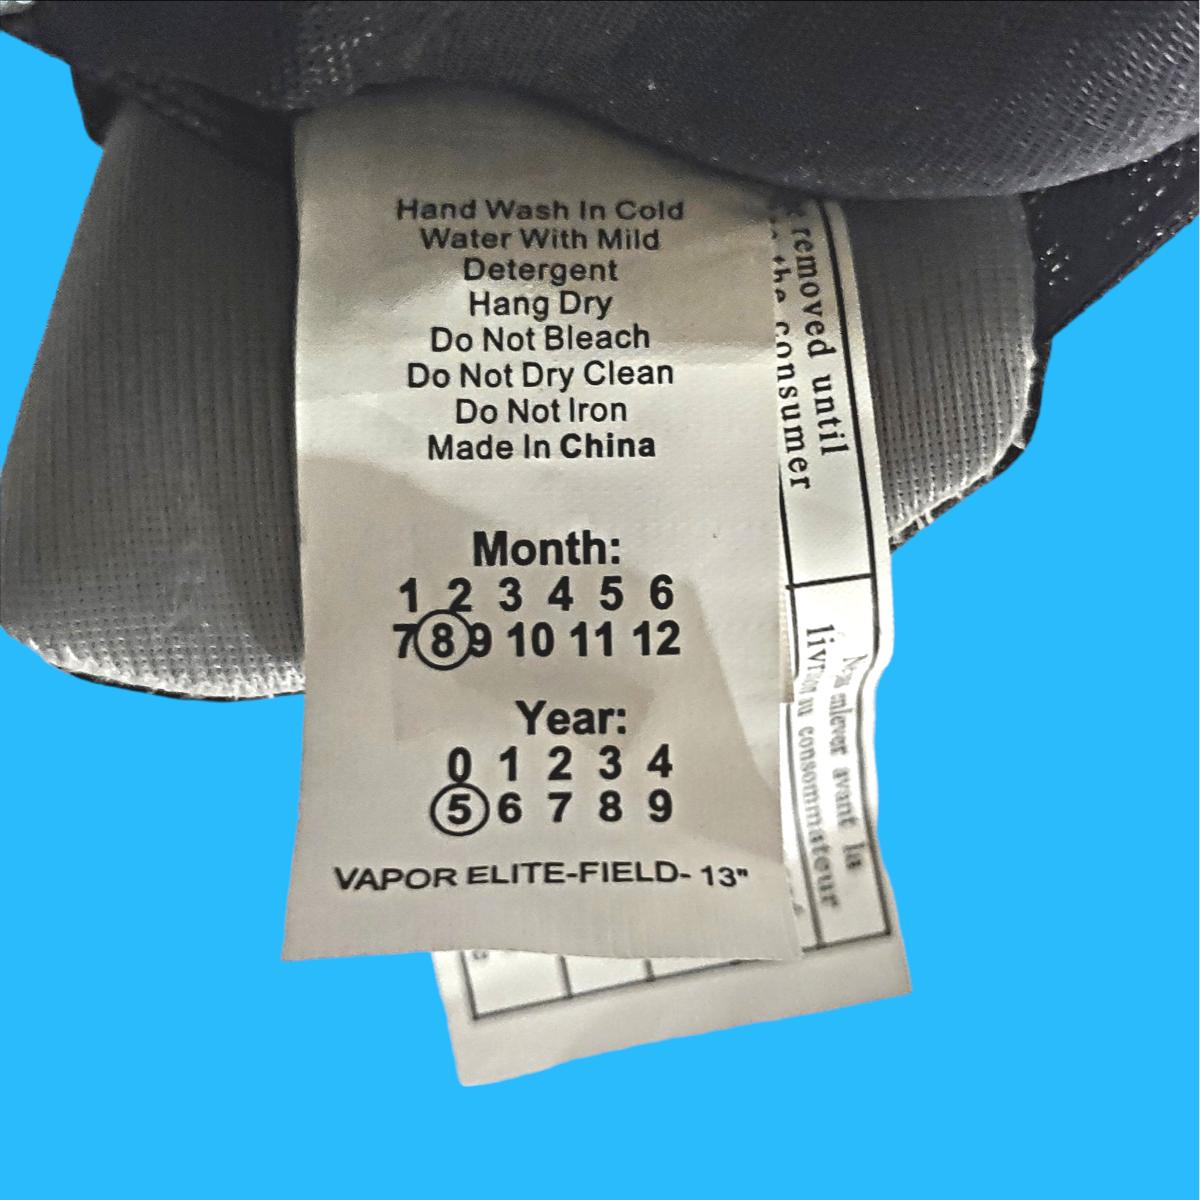 Hand Wash In Cold
Water With Mild
Detergent
Hang Dry
Do Not Bleach
Do Not Dry Clean
Do Not Iron
Made In China
Month:
1 2 3 4 5 6
7 8 9 10 11 12
Year:
0 1 2 3 4
5 6 7 8 9
VAPOR ELITE-FIELD- 13"
removed until
the consumer
enlever avant la
livraison au consommateur